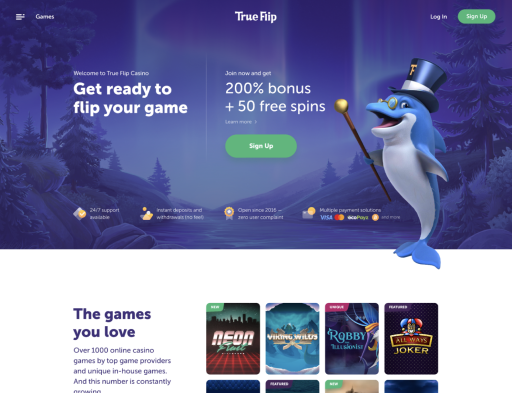 Games
True Flip
Log In
Sign Up
Welcome to True Flip Casino
Get ready to
flip your game
Join now and get
200% bonus
+ 50 free spins
Learn more
Sign Up
24/7 support
available
Instant deposits and
withdrawals (no fee)
Open since 2016 —
zero user complaint
Multiple payment solutions
VISA
and more
The games
you love
Over 1000 online casino
games by top game providers
and unique in-house games.
And this number is constantly
growing
NEW
NEON
VIKING WILDS
UNIQUE
ROBBY
ILLUSIONIST
FEATURED
ALL WAYS
JOKER
FEATURED
NEW